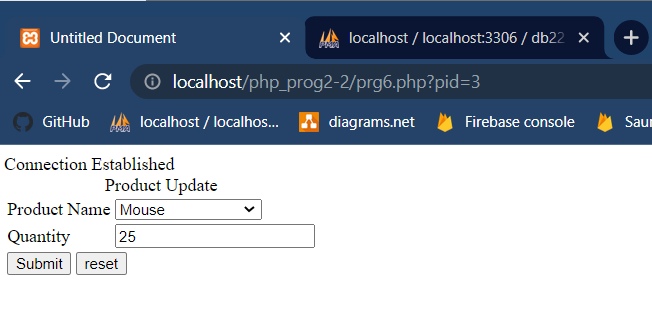 Untitled Document
localhost / localhost:3306 / db22
localhost/php_prog2-2/prg6.php?pid=3
GitHub localhost / localhos... diagrams.net Firebase console Sau
Connection Established
Product Update
Product Name Mouse
Quantity 25
Submit reset